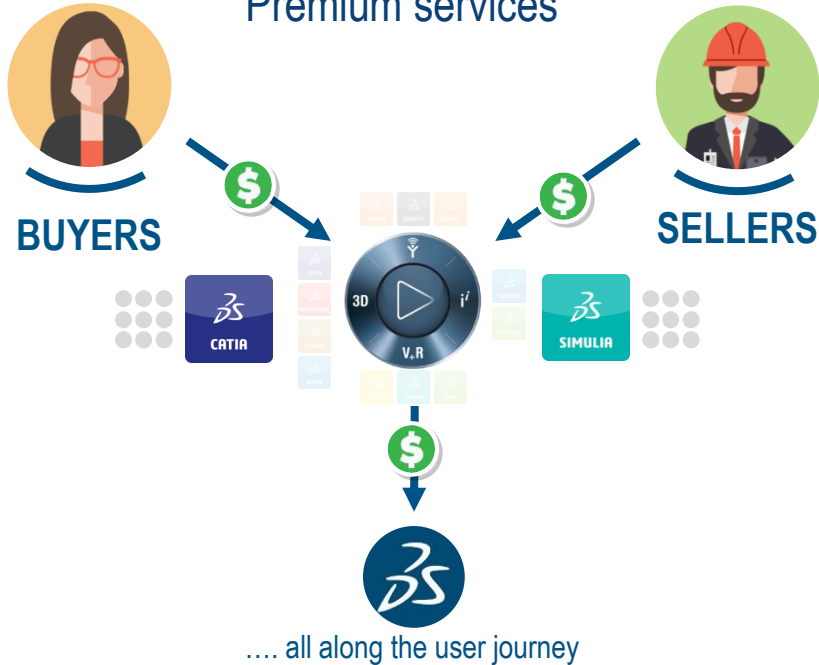 Premium services
BUYERS
SELLERS
3D
i
V+R
CATIA
SIMULIA
.... all along the user journey